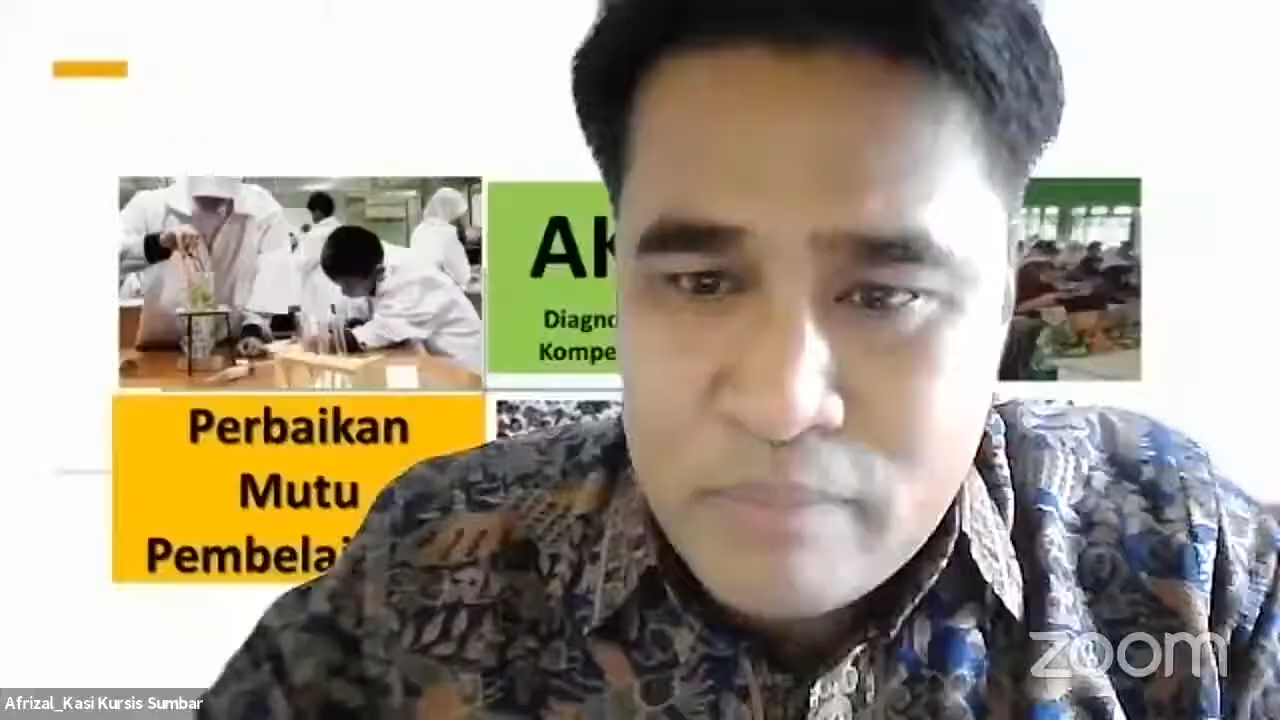 AK
Diagno
Kompe
Perbaikan
Mutu
Pembela
zoom
Afrizal_Kasi Kursis Sumbar